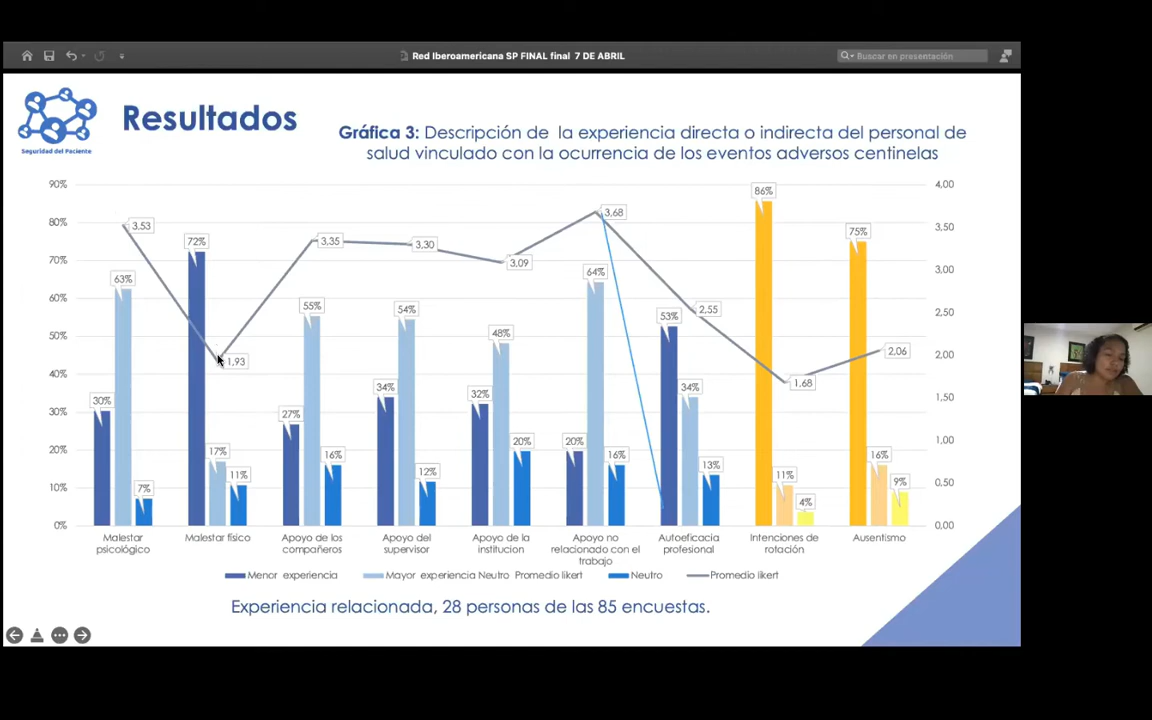 Red Iberoamericana SP FINAL final 7 DE ABRIL
Buscar en presentación
Seguridad del Paciente
Resultados
Gráfica 3: Descripción de la experiencia directa o indirecta del personal de
salud vinculado con la ocurrencia de los eventos adversos centinelas
90%
80%
70%
60%
50%
40%
30%
20%
10%
0%
4,00
3,50
3,00
2,50
2,00
1,50
1,00
0,50
0,00
3.53
1,93
3,35
3,30
3,09
3,68
2,55
1,68
2,06
30%
63%
7%
72%
17%
11%
27%
55%
16%
34%
54%
12%
32%
48%
20%
20%
64%
16%
53%
34%
13%
86%
11%
4%
75%
16%
9%
Malestar
psicológico
Malestar físico
Apoyo de los
compañeros
Apoyo del
supervisor
Apoyo de la
institucion
Apoyo no
relacionado con el
trabajo
Autoeficacia
profesional
Intenciones de
rotación
Ausentismo
Menor experiencia
Mayor experiencia Neutro Promedio likert
Neutro
Promedio likert
Experiencia relacionada, 28 personas de las 85 encuestas.